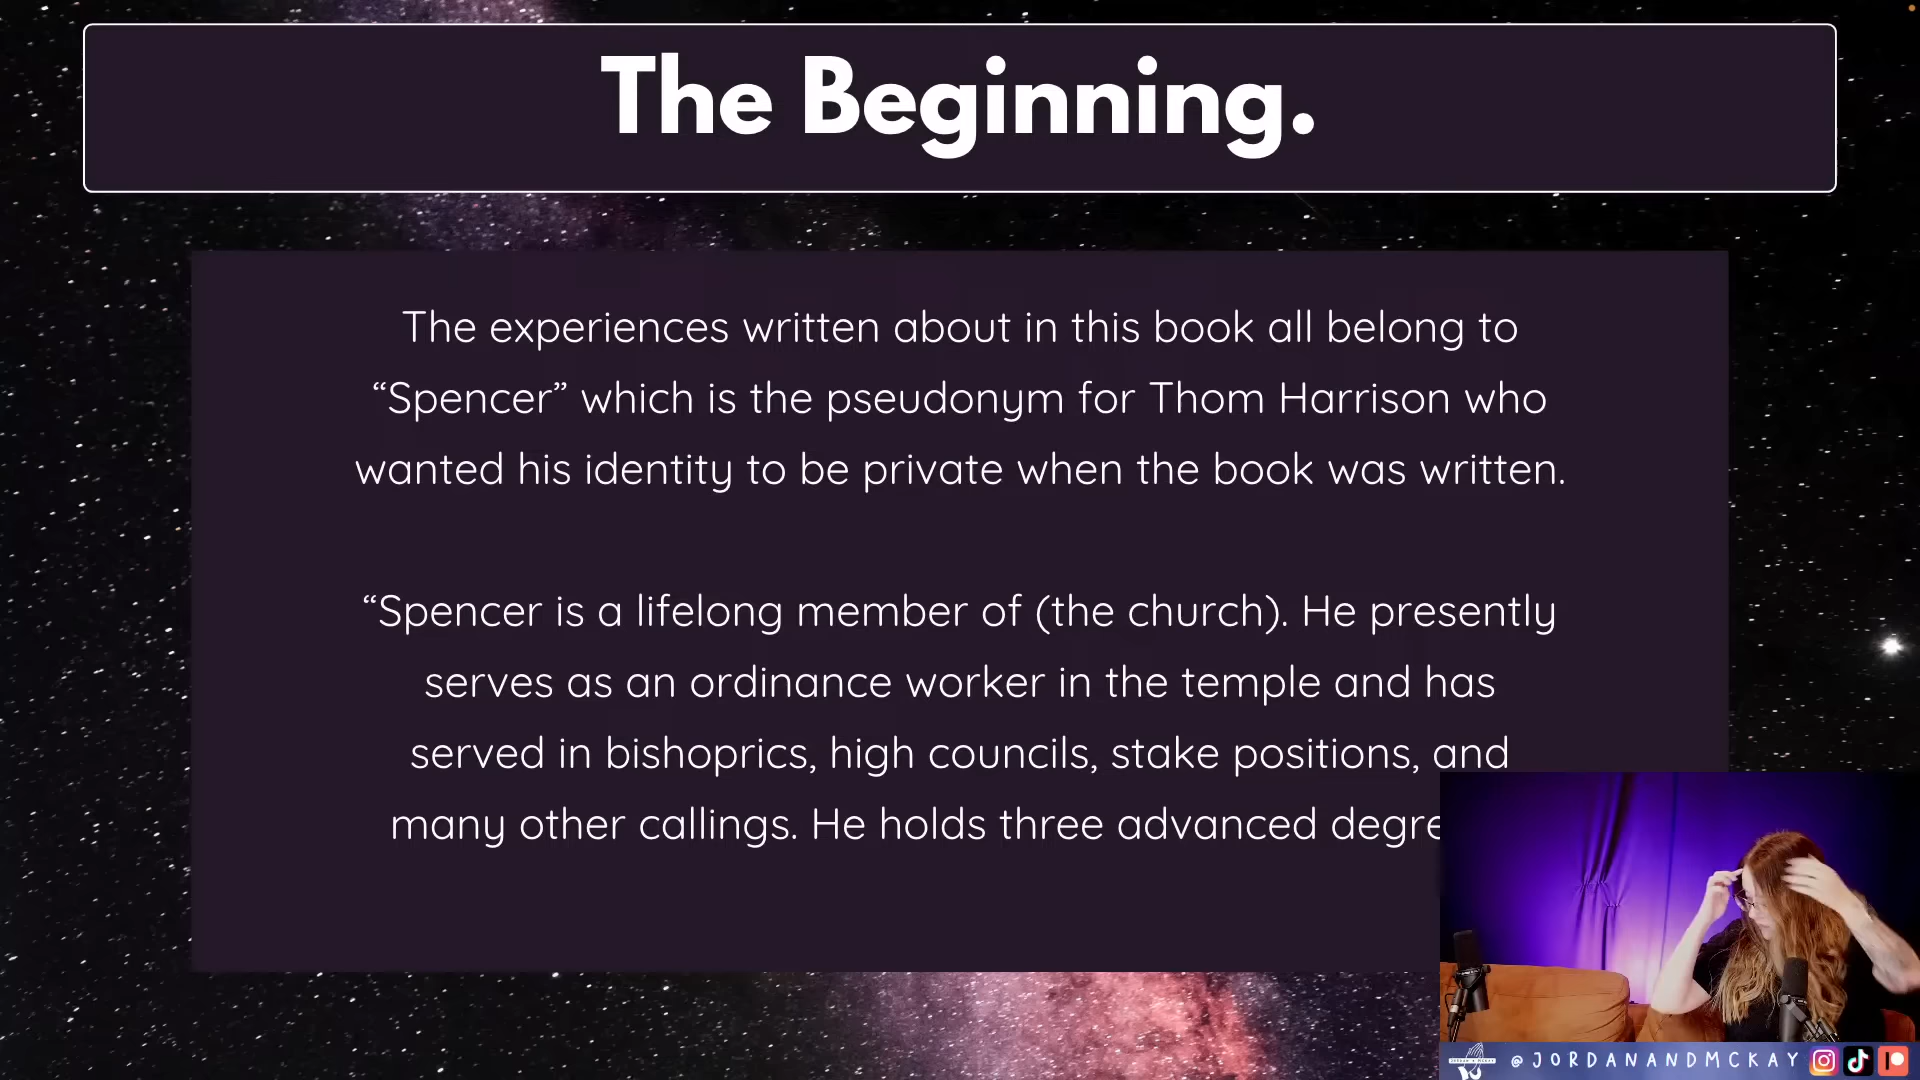 The Beginning.
The experiences written about in this book all belong to
“Spencer” which is the pseudonym for Thom Harrison who
wanted his identity to be private when the book was written.
“Spencer is a lifelong member of (the church). He presently
serves as an ordinance worker in the temple and has
served in bishoprics, high councils, stake positions, and
many other callings. He holds three advanced degre
@JORDANANDMCKAY